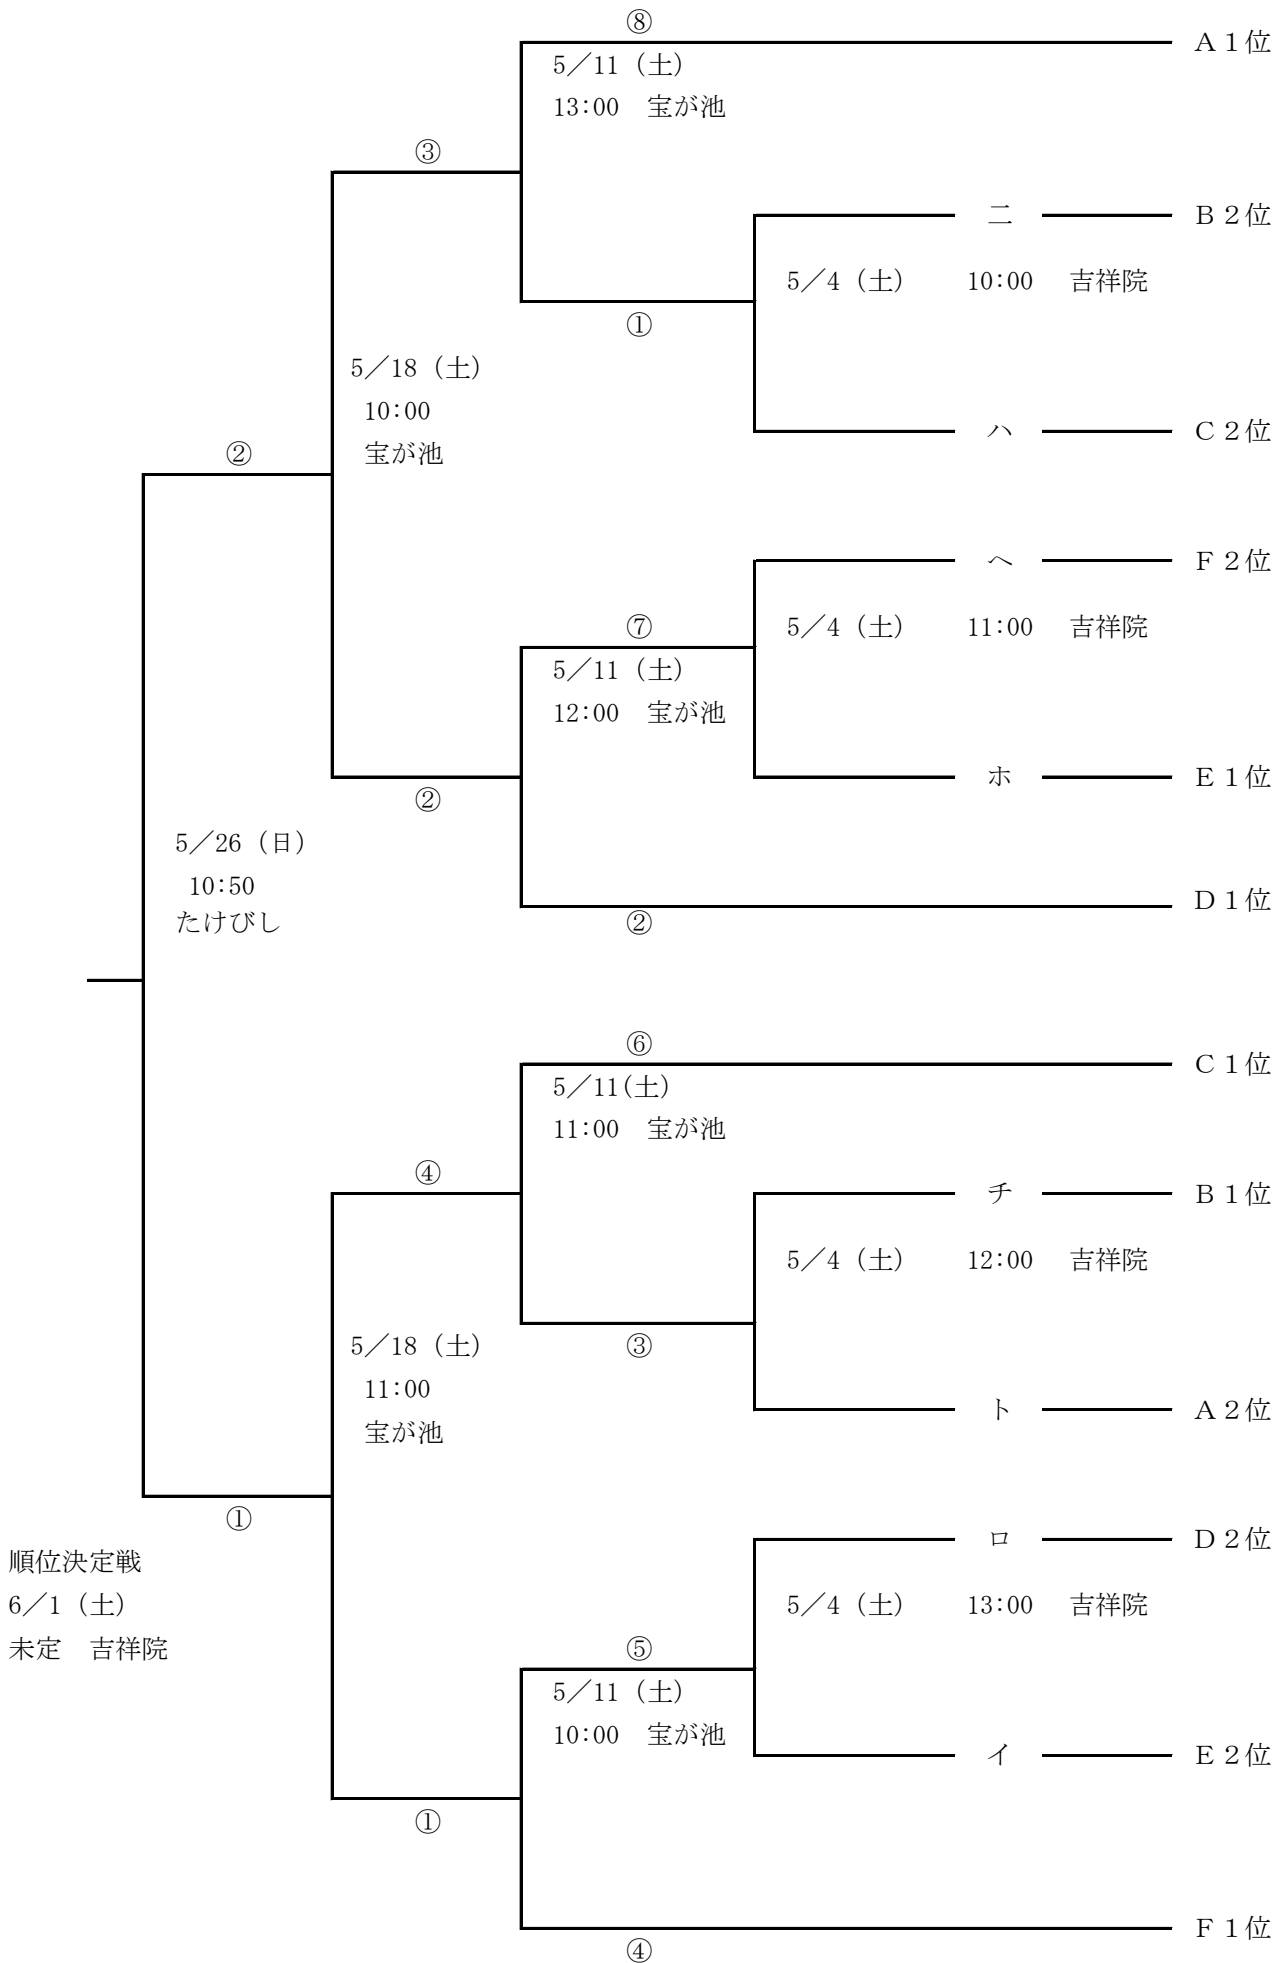 ⑧
A１位
5／11（土）
13:00　宝が池
③
ニ
B２位
5／4（土）　10:00　吉祥院
①
5／18（土）
10:00
宝が池
ハ
C２位
②
ヘ
F２位
⑦
5／4（土）　11:00　吉祥院
5／11（土）
12:00　宝が池
ホ
E１位
②
5／26（日）
10:50
たけびし
D１位
②
⑥
C１位
5／11(土）
11:00　宝が池
④
チ
B１位
5／4（土）　12:00　吉祥院
③
5／18（土）
11:00
宝が池
ト
A２位
①
ロ
D２位
順位決定戦
6／1（土）
未定　吉祥院
5／4（土）　13:00　吉祥院
⑤
5／11（土）
10:00　宝が池
イ
E２位
①
F１位
④